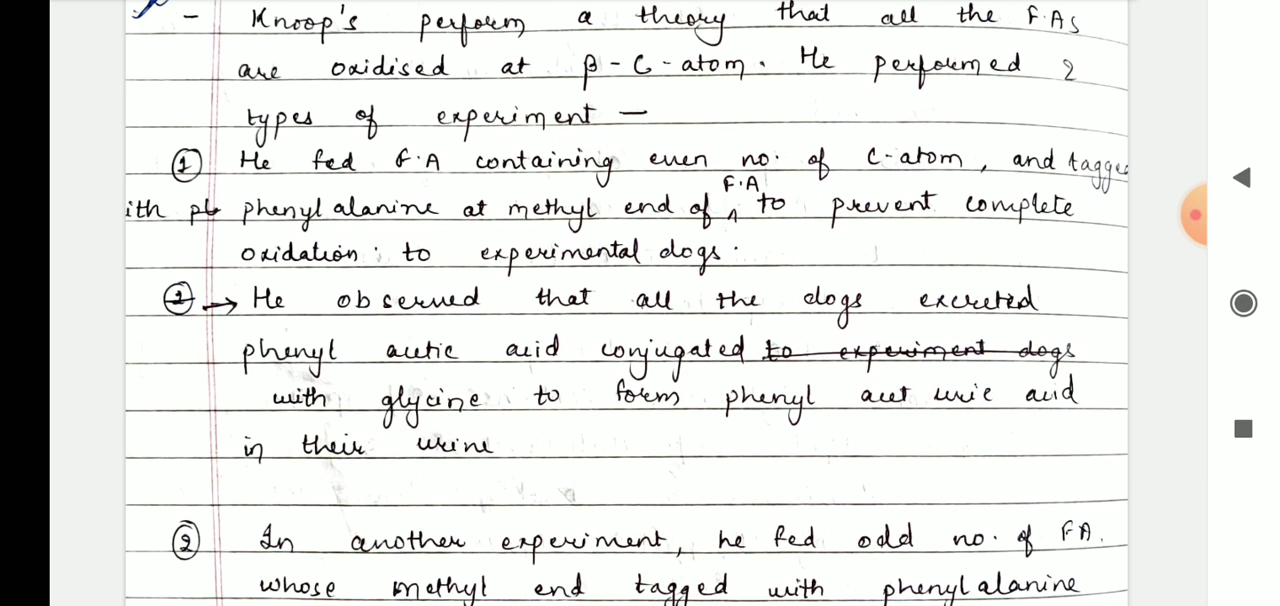 - Knoop's perform a theory that all the F.As
are oxidised at β-C-atom. He performed 2
types of experiment —
① He fed F.A containing even no. of C-atom, and tagge
ith pl phenylalanine at methyl end of F.A to prevent complete
oxidation to experimental dogs.
② → He observed that all the dogs excreted
phenyl acetic acid conjugated to experiment dogs
with glycine to form phenyl acet uric acid
in their urine
② In another experiment, he fed odd no. of FA.
whose methyl end tagged with phenylalanine